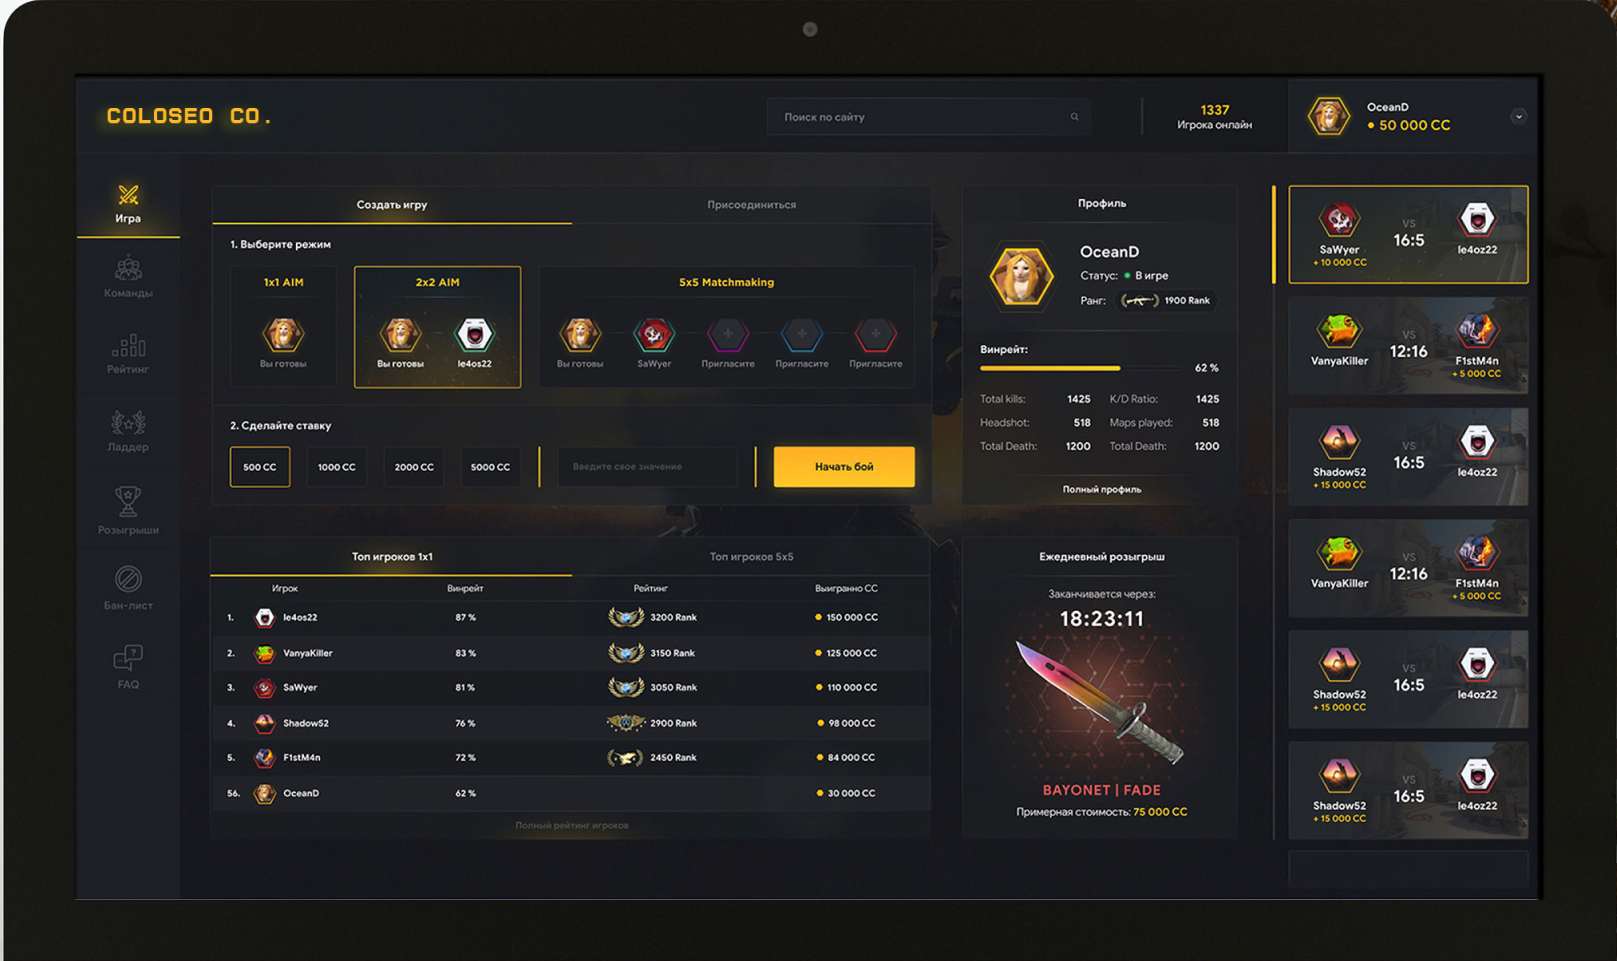 COLOSEO CO.
Поиск по сайту
1337
Игрока онлайн
OceanD
50 000 CC
Игра
Команды
Рейтинг
Ладдер
Розыгрыши
Бан-лист
FAQ
Создать игру
Присоединиться
1. Выберите режим
1x1 AIM
Вы готовы
2x2 AIM
Вы готовы
le4os22
5x5 Matchmaking
Вы готовы
SaWyer
Пригласите
Пригласите
Пригласите
2. Сделайте ставку
500 CC
1000 CC
2000 CC
5000 CC
Введите свое значение
Начать бой
Топ игроков 1x1
Топ игроков 5x5
Игрок Винрейт Рейтинг Выигранно CC
1. le4os22 87 % 3200 Rank 150 000 CC
2. VanyaKiller 83 % 3150 Rank 125 000 CC
3. SaWyer 81 % 3050 Rank 110 000 CC
4. Shadow52 76 % 2900 Rank 98 000 CC
5. F1stM4n 72 % 2450 Rank 84 000 CC
56. OceanD 62 % 30 000 CC
Полный рейтинг игроков
Профиль
OceanD
Статус: В игре
Ранг: 1900 Rank
Винрейт:
62 %
Total kills: 1425 K/D Ratio: 1425
Headshot: 518 Maps played: 518
Total Death: 1200 Total Death: 1200
Полный профиль
Ежедневный розыгрыш
Заканчивается через:
18:23:11
BAYONET | FADE
Примерная стоимость: 75 000 CC
VS
16:5
SaWyer
+ 10 000 CC
le4oz22
VS
12:16
VanyaKiller
F1stM4n
+ 5 000 CC
VS
16:5
Shadow52
+ 15 000 CC
le4oz22
VS
12:16
VanyaKiller
F1stM4n
+ 5 000 CC
VS
16:5
Shadow52
+ 15 000 CC
le4oz22
VS
16:5
Shadow52
+ 15 000 CC
le4oz22